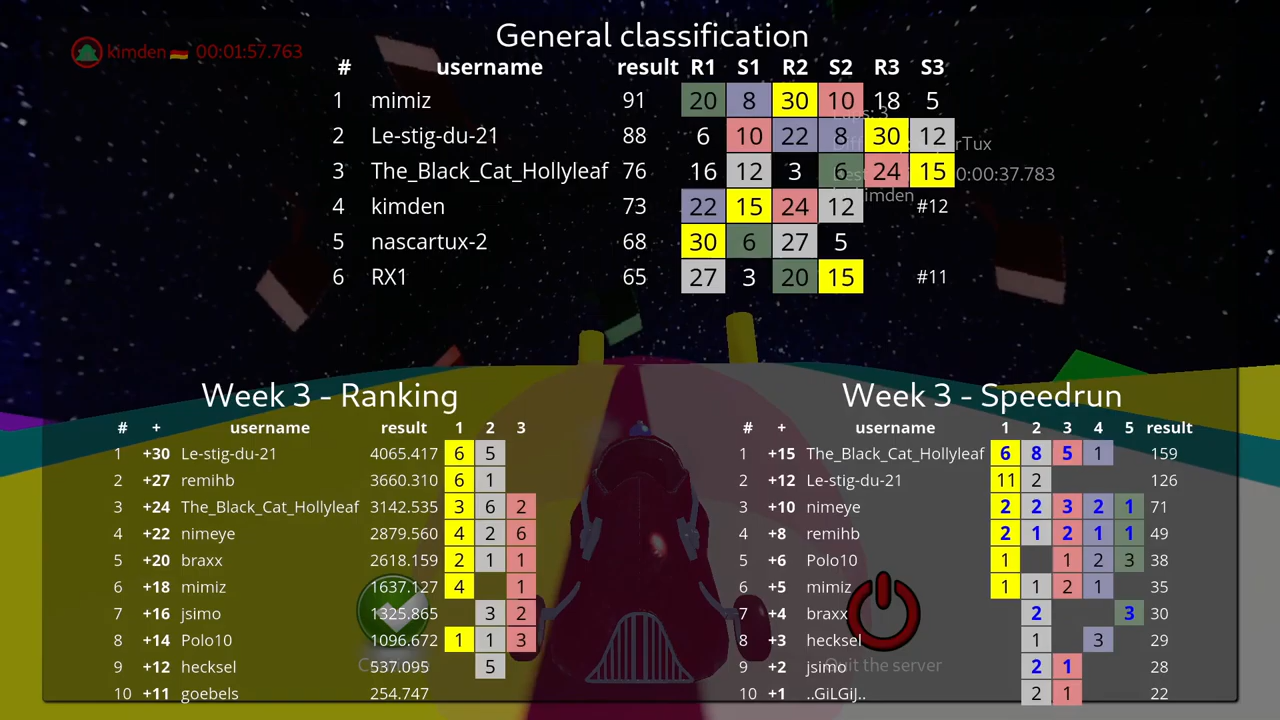 General classification
kimden 00:01:57.763
# username result R1 S1 R2 S2 R3 S3
1 mimiz 91 20 8 30 10 18 5
2 Le-stig-du-21 88 6 10 22 8 30 12
3 The_Black_Cat_Hollyleaf 76 16 12 3 6 24 15
0:00:37.783
4 kimden 73 22 15 24 12 #12
kimden
5 nascartux-2 68 30 6 27 5
6 RX1 65 27 3 20 15 #11
Week 3 - Ranking
# + username result 1 2 3
1 +30 Le-stig-du-21 4065.417 6 5
2 +27 remihb 3660.310 6 1
3 +24 The_Black_Cat_Hollyleaf 3142.535 3 6 2
4 +22 nimeye 2879.560 4 2 6
5 +20 braxx 2618.159 2 1 1
6 +18 mimiz 1637.127 4 1
7 +16 jsimo 1325.865 3 2
8 +14 Polo10 1096.672 1 1 3
9 +12 hecksel 537.095 5
10 +11 goebels 254.747
Week 3 - Speedrun
# + username 1 2 3 4 5 result
1 +15 The_Black_Cat_Hollyleaf 6 8 5 1 159
2 +12 Le-stig-du-21 11 2 126
3 +10 nimeye 2 2 3 2 1 71
4 +8 remihb 2 1 2 1 1 49
5 +6 Polo10 1 1 2 3 38
6 +5 mimiz 1 1 2 1 35
7 +4 braxx 2 3 30
8 +3 hecksel 1 3 29
9 +2 jsimo 2 1 28
Quit the server
10 +1 ..GiLGiJ.. 2 1 22